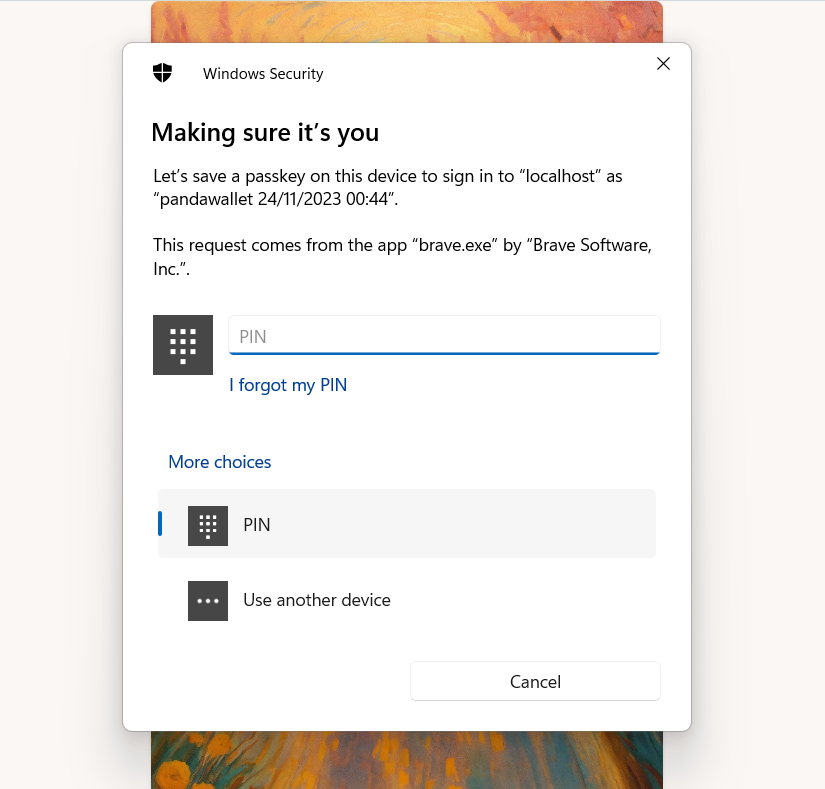 Windows Security
Making sure it’s you
Let’s save a passkey on this device to sign in to “localhost” as
“pandawallet 24/11/2023 00:44”.
This request comes from the app “brave.exe” by “Brave Software,
Inc.”.
PIN
I forgot my PIN
More choices
PIN
Use another device
Cancel